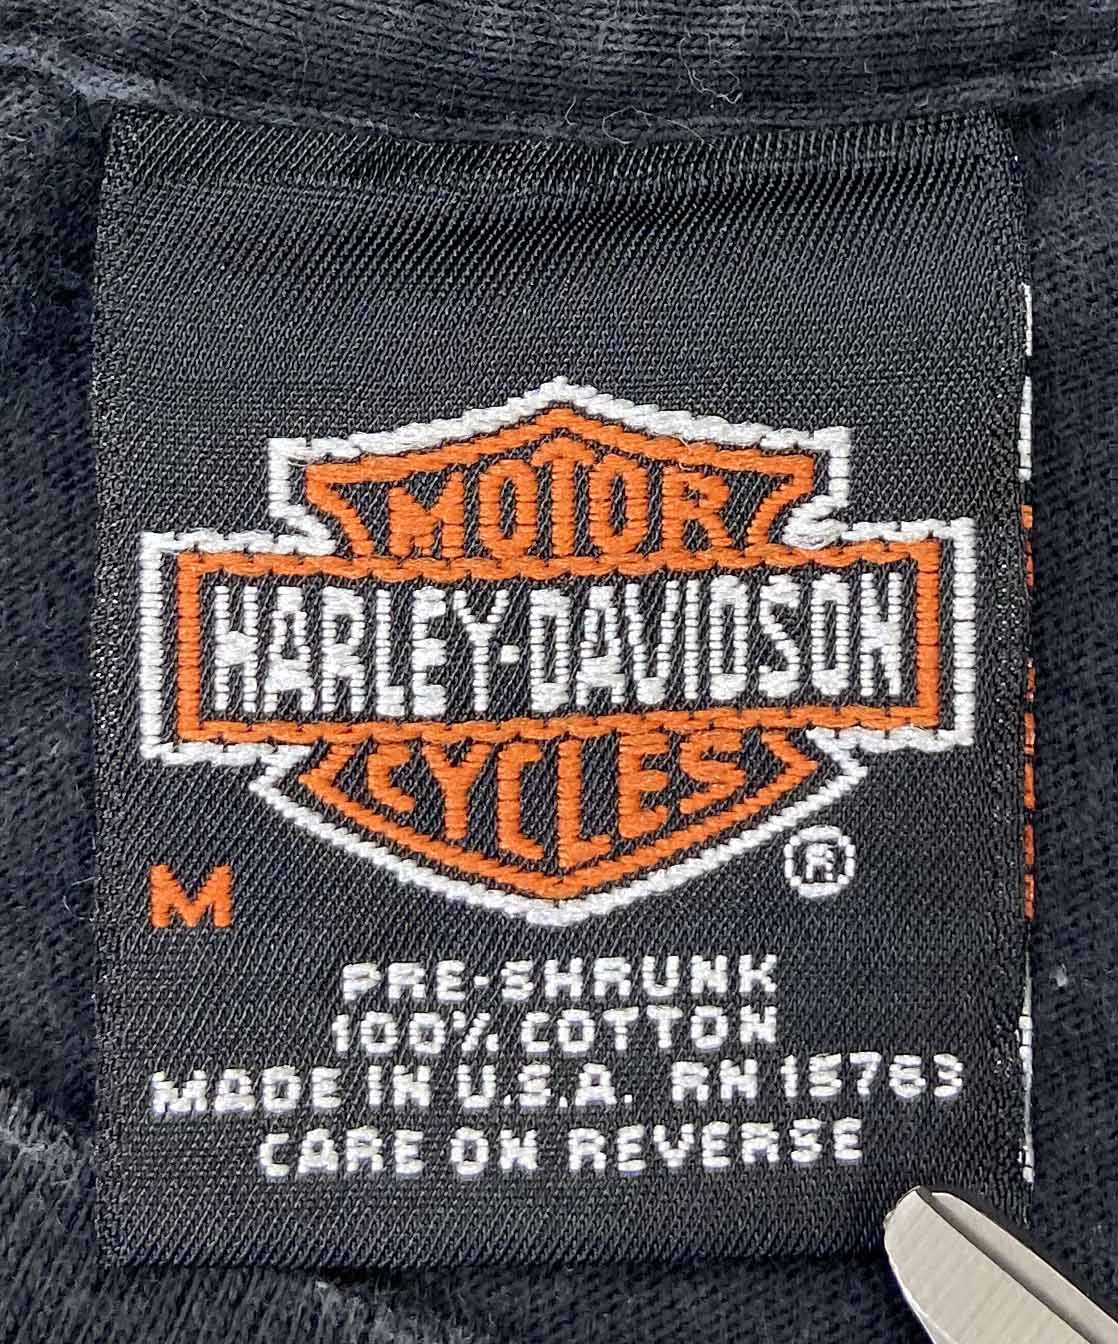 MOTOR
HARLEY-DAVIDSON
CYCLES
®
M
PRE-SHRUNK
100% COTTON
MADE IN U.S.A. RN 15763
CARE ON REVERSE